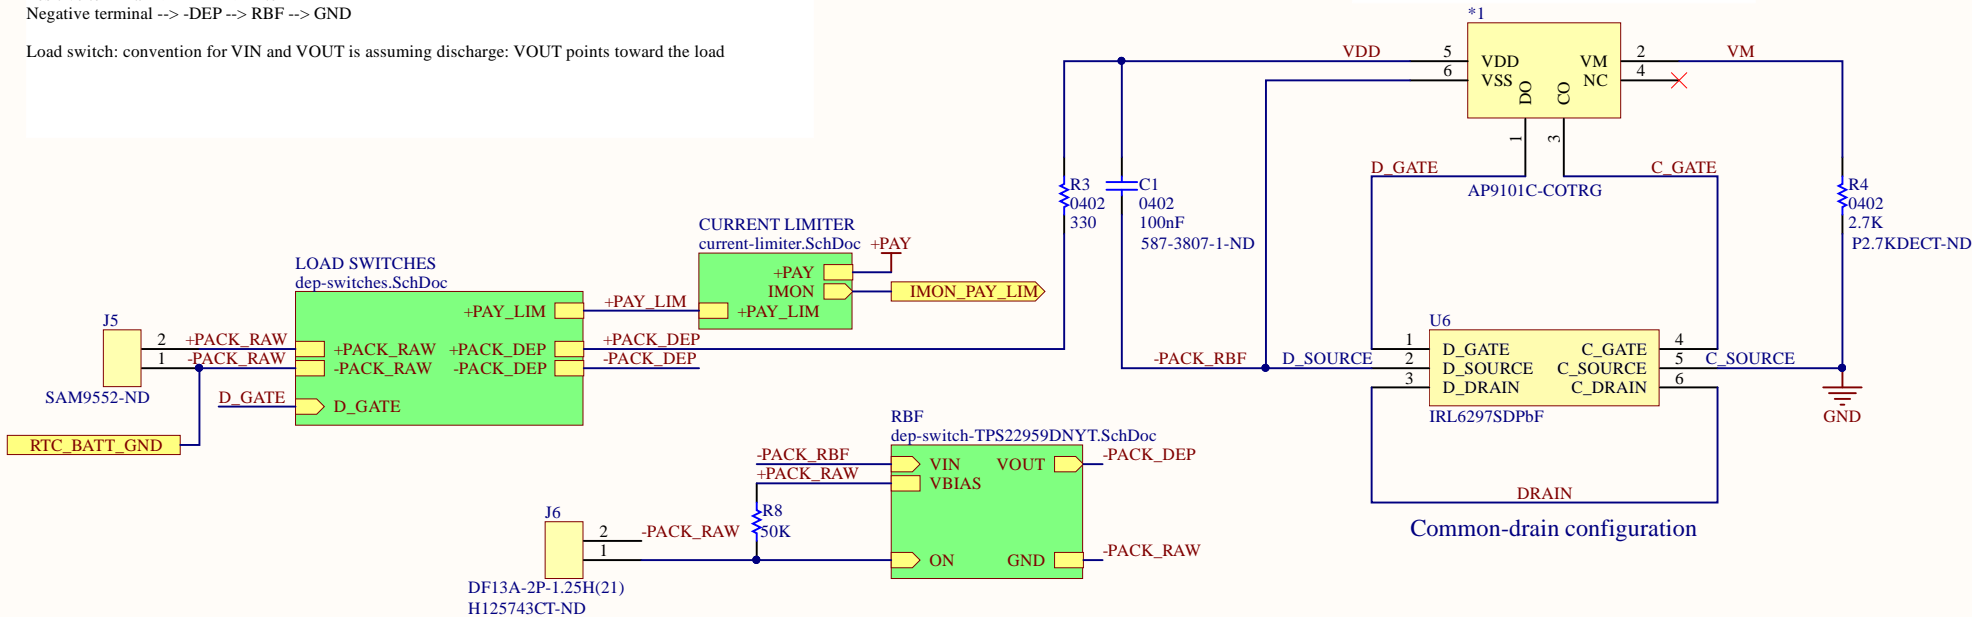 Negative terminal --> -DEP --> RBF --> GND
Load switch: convention for VIN and VOUT is assuming discharge: VOUT points toward the load
*1
VDD
5
6
VDD
VSS
DO
CO
VM
NC
2
4
VM
1
3
D_GATE
C_GATE
AP9101C-COTRG
R3
0402
330
C1
0402
100nF
587-3807-1-ND
R4
0402
2.7K
P2.7KDECT-ND
CURRENT LIMITER
current-limiter.SchDoc
+PAY
+PAY
IMON
+PAY_LIM
IMON_PAY_LIM
LOAD SWITCHES
dep-switches.SchDoc
+PAY_LIM
+PAY_LIM
J5
2
1
+PACK_RAW
-PACK_RAW
+PACK_RAW
-PACK_RAW
+PACK_DEP
-PACK_DEP
+PACK_DEP
-PACK_DEP
SAM9552-ND
D_GATE
D_GATE
RTC_BATT_GND
-PACK_RBF
D_SOURCE
U6
1
2
3
D_GATE
D_SOURCE
D_DRAIN
C_GATE
C_SOURCE
C_DRAIN
4
5
6
C_SOURCE
IRL6297SDPbF
GND
DRAIN
Common-drain configuration
RBF
dep-switch-TPS22959DNYT.SchDoc
-PACK_RBF
+PACK_RAW
VIN
VBIAS
VOUT
-PACK_DEP
R8
50K
J6
2
1
-PACK_RAW
ON
GND
-PACK_RAW
DF13A-2P-1.25H(21)
H125743CT-ND